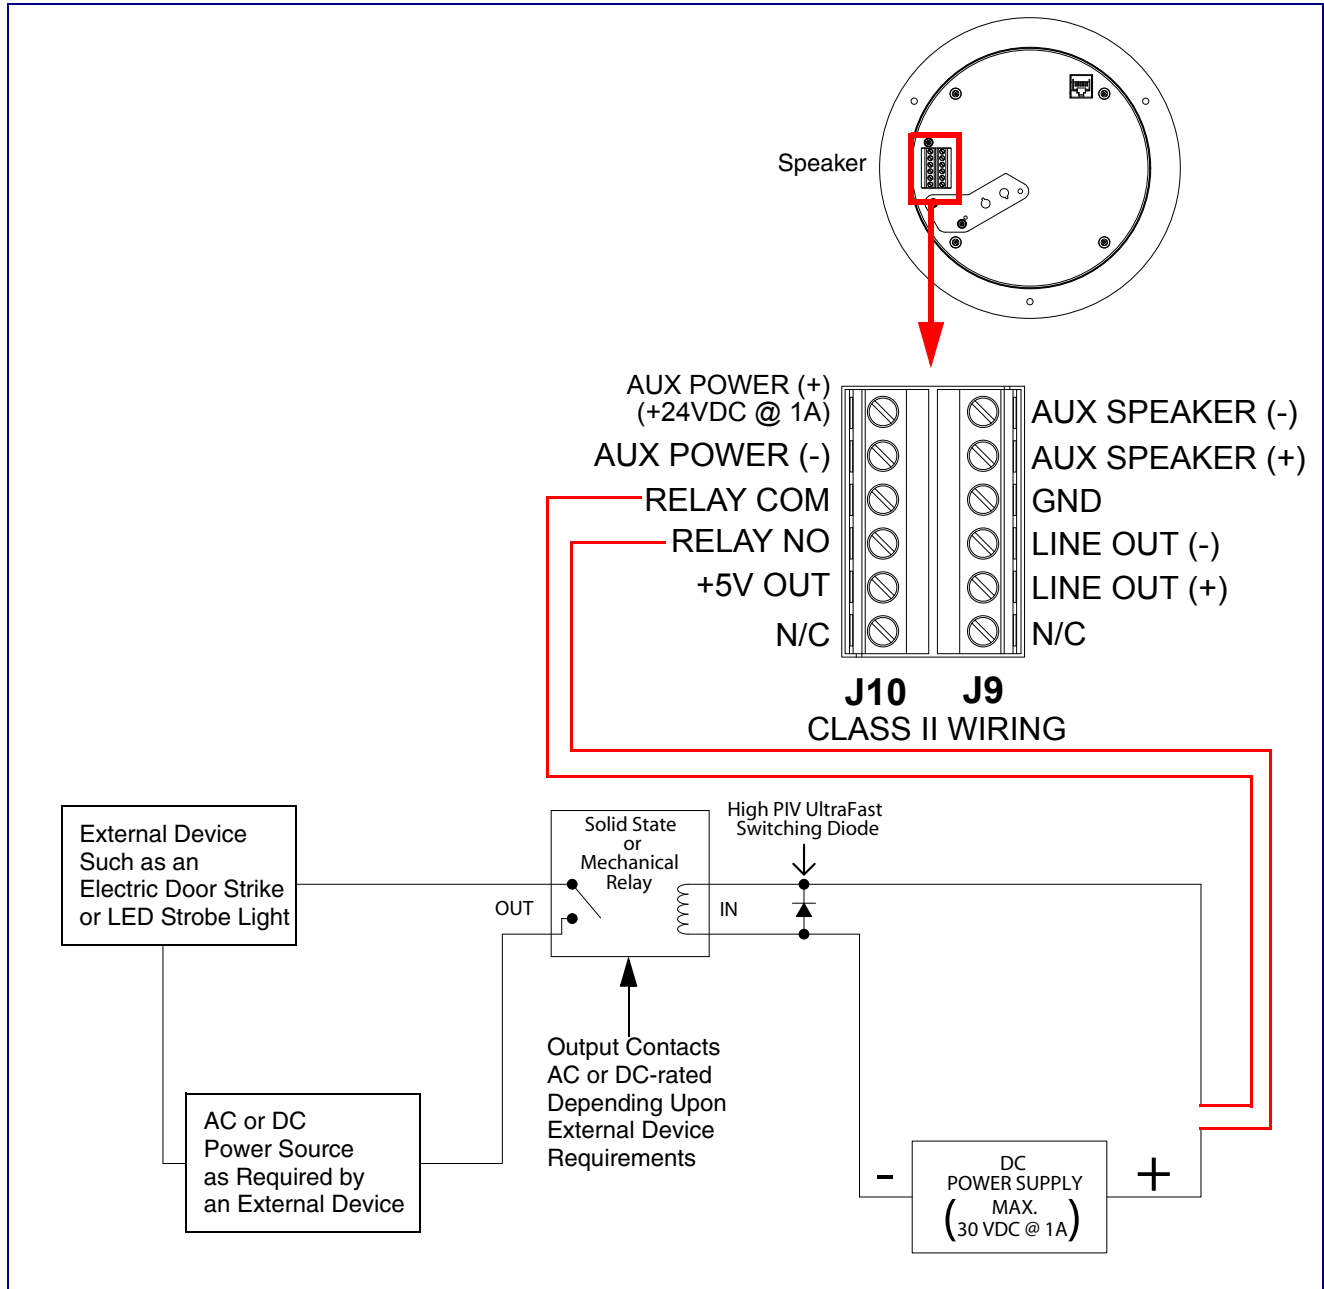 Speaker
AUX POWER (+)
(+24VDC @ 1A)
AUX POWER (-)
RELAY COM
RELAY NO
+5V OUT
N/C
AUX SPEAKER (-)
AUX SPEAKER (+)
GND
LINE OUT (-)
LINE OUT (+)
N/C
J10 J9
CLASS II WIRING
External Device
Such as an
Electric Door Strike
or LED Strobe Light
Solid State
or
Mechanical
Relay
OUT
IN
High PIV UltraFast
Switching Diode
Output Contacts
AC or DC-rated
Depending Upon
External Device
Requirements
AC or DC
Power Source
as Required by
an External Device
-
DC
POWER SUPPLY
MAX.
(30 VDC @ 1A)
+